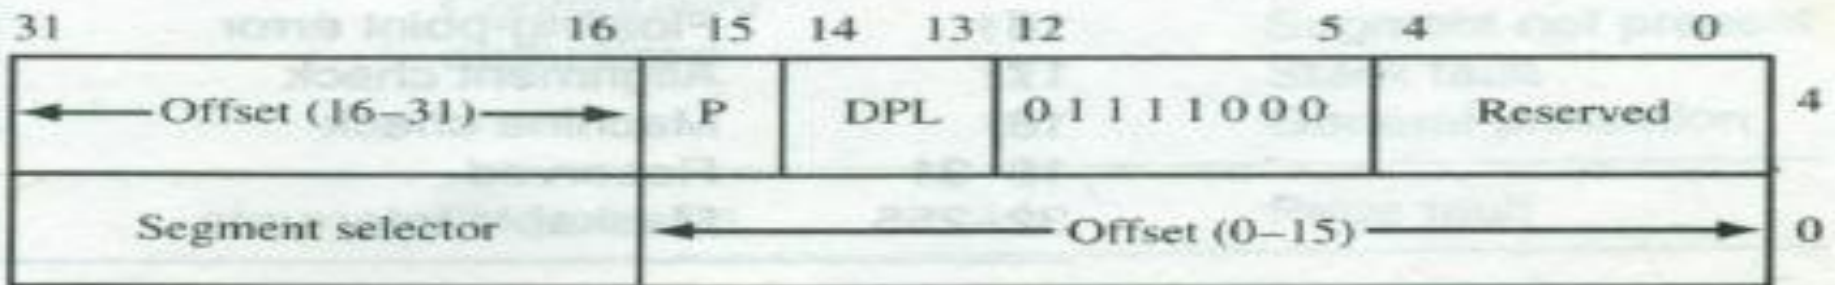 31 16 15 14 13 12 5 4 0
Offset (16–31) P DPL 0 1 1 1 1 0 0 0 Reserved 4
Segment selector Offset (0–15) 0